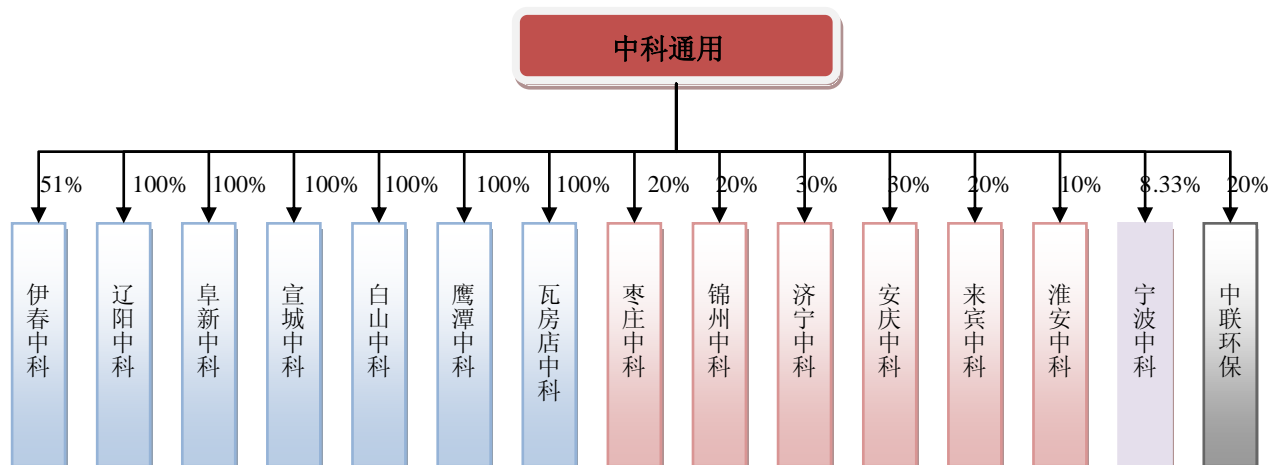 中科通用
51%
100%
100%
100%
100%
100%
100%
20%
20%
30%
30%
20%
10%
8.33%
20%
伊春中科
辽阳中科
阜新中科
宣城中科
白山中科
鹰潭中科
瓦房店中科
枣庄中科
锦州中科
济宁中科
安庆中科
来宾中科
淮安中科
宁波中科
中联环保